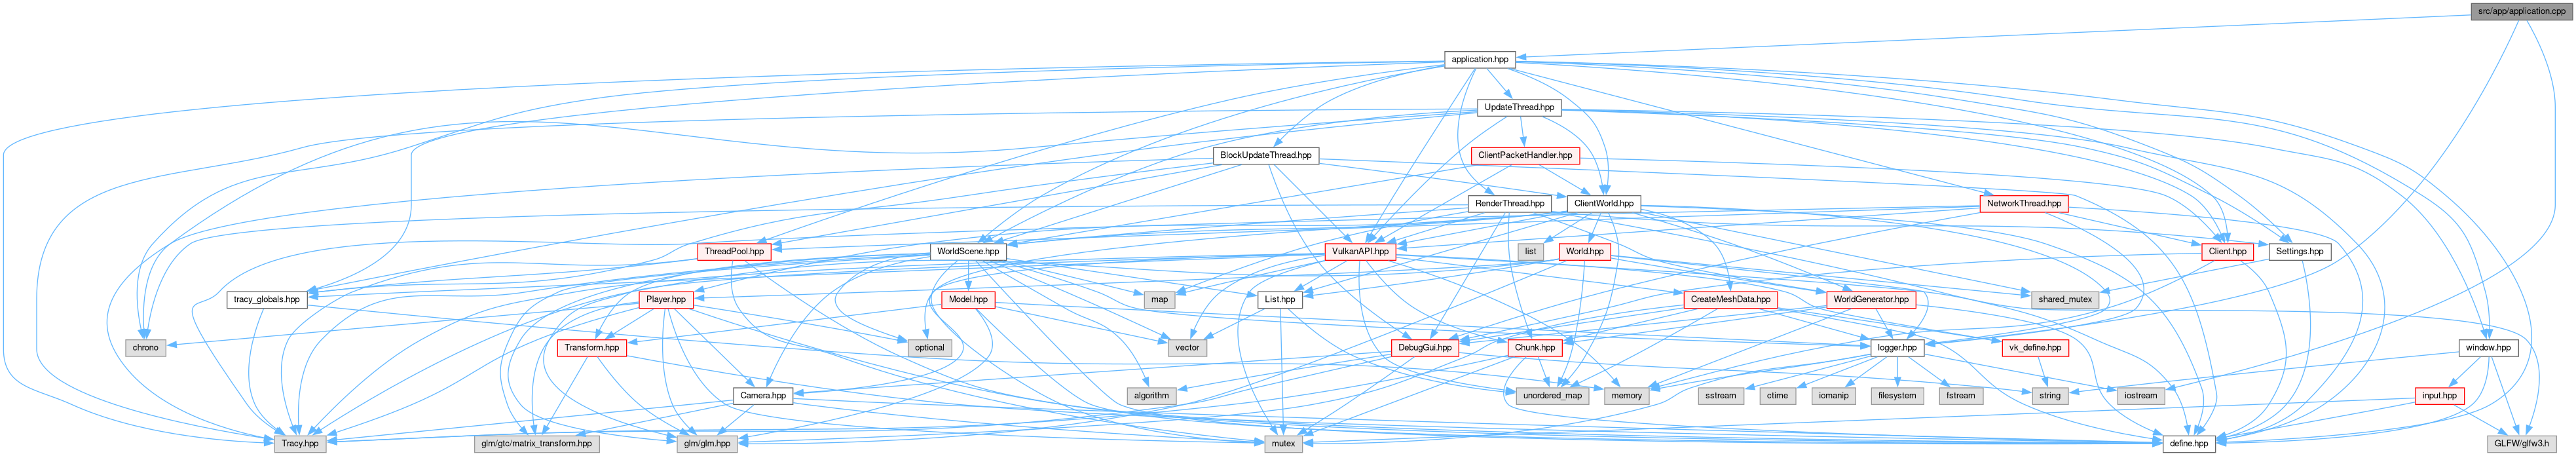 src/app/application.cpp
application.hpp
UpdateThread.hpp
BlockUpdateThread.hpp
ClientPacketHandler.hpp
RenderThread.hpp
ClientWorld.hpp
NetworkThread.hpp
ThreadPool.hpp
WorldScene.hpp
VulkanAPI.hpp
list
World.hpp
Client.hpp
Settings.hpp
tracy_globals.hpp
Player.hpp
Model.hpp
map
List.hpp
CreateMeshData.hpp
WorldGenerator.hpp
shared_mutex
chrono
Transform.hpp
optional
vector
DebugGui.hpp
Chunk.hpp
logger.hpp
vk_define.hpp
window.hpp
Camera.hpp
algorithm
unordered_map
memory
sstream
ctime
iomanip
filesystem
fstream
string
iostream
input.hpp
Tracy.hpp
glm/gtc/matrix_transform.hpp
glm/glm.hpp
mutex
define.hpp
GLFW/glfw3.h